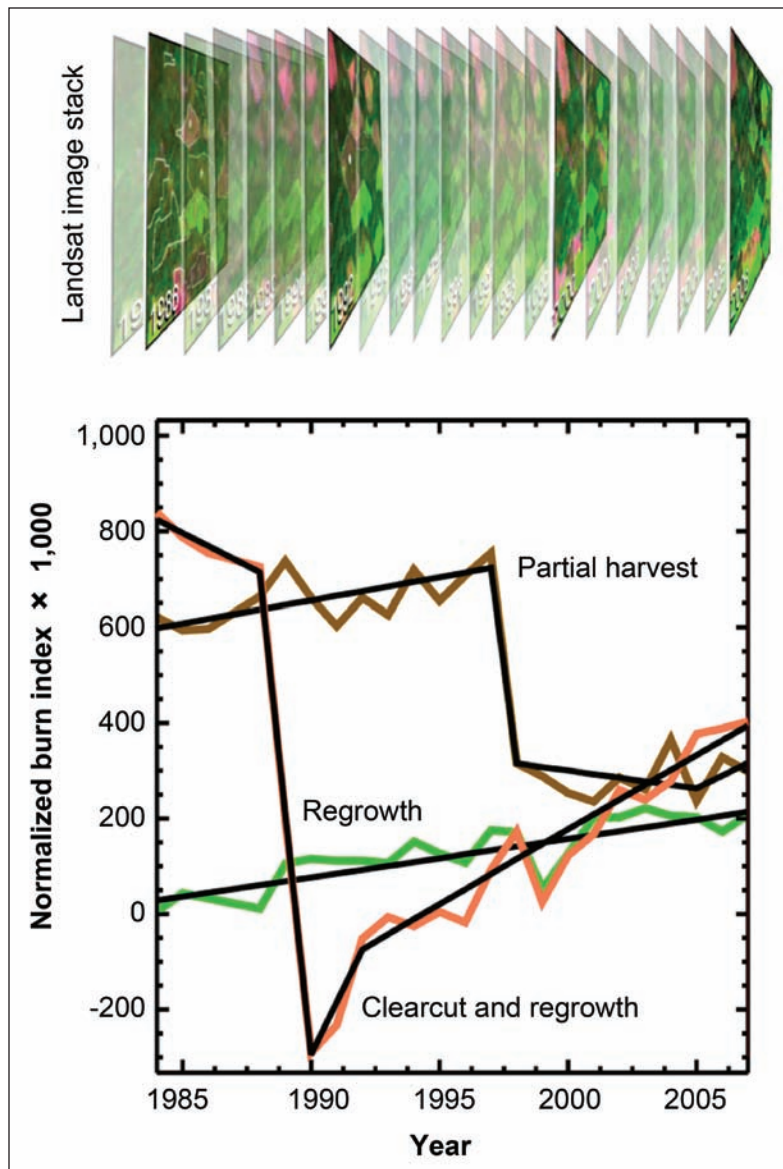 Landsat image stack
1986
Normalized burn index × 1,000
1,000
800
600
400
200
0
-200
Partial harvest
Regrowth
Clearcut and regrowth
1985
1990
1995
2000
2005
Year